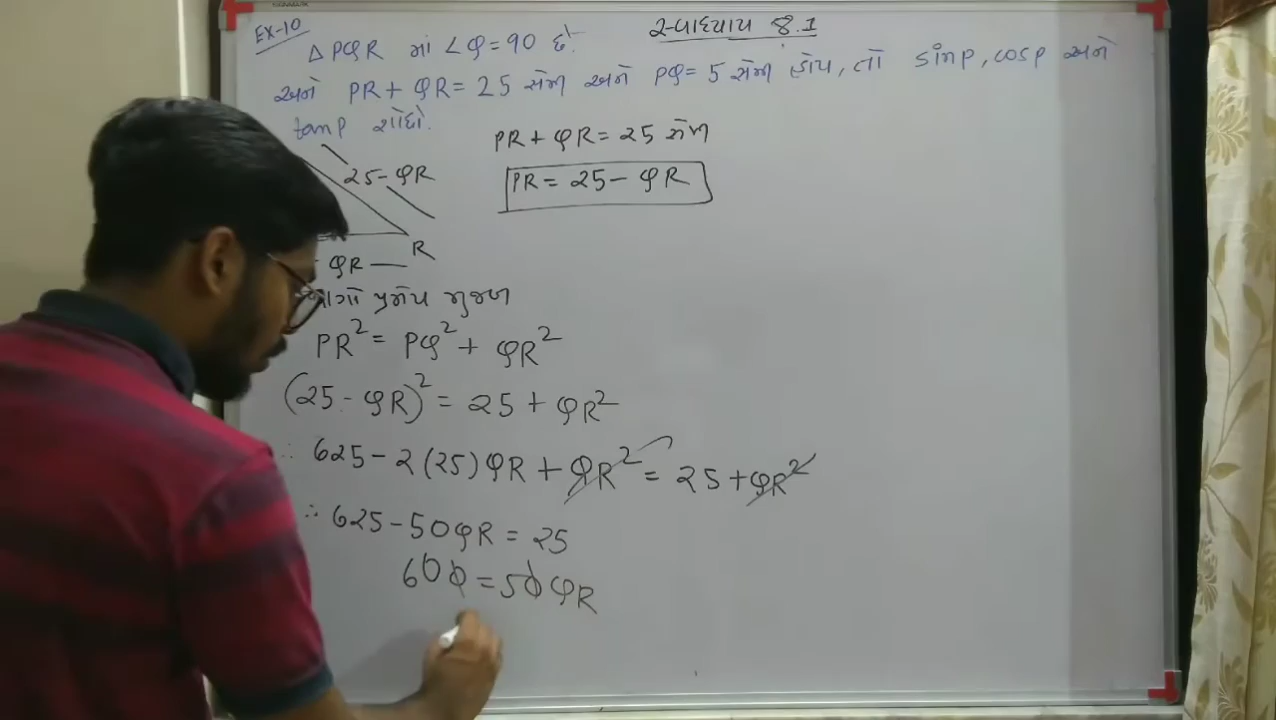 સ્વાધ્યાય 8.1
EX-10
△PQR માં ∠Q=90 છે.
અને PR+QR=25 સેમી અને PQ=5 સેમી હોય, તો sinp, cosp અને
tanp શોધો.
PR+QR=25 સેમી
PR=25-QR
25-QR
R
QR
પ્રમેય મુજબ
PR²=PQ²+QR²
(25-QR)²=25+QR²
∴ 625-2(25)QR+QR²=25+QR²
∴ 625-50QR=25
600=50QR